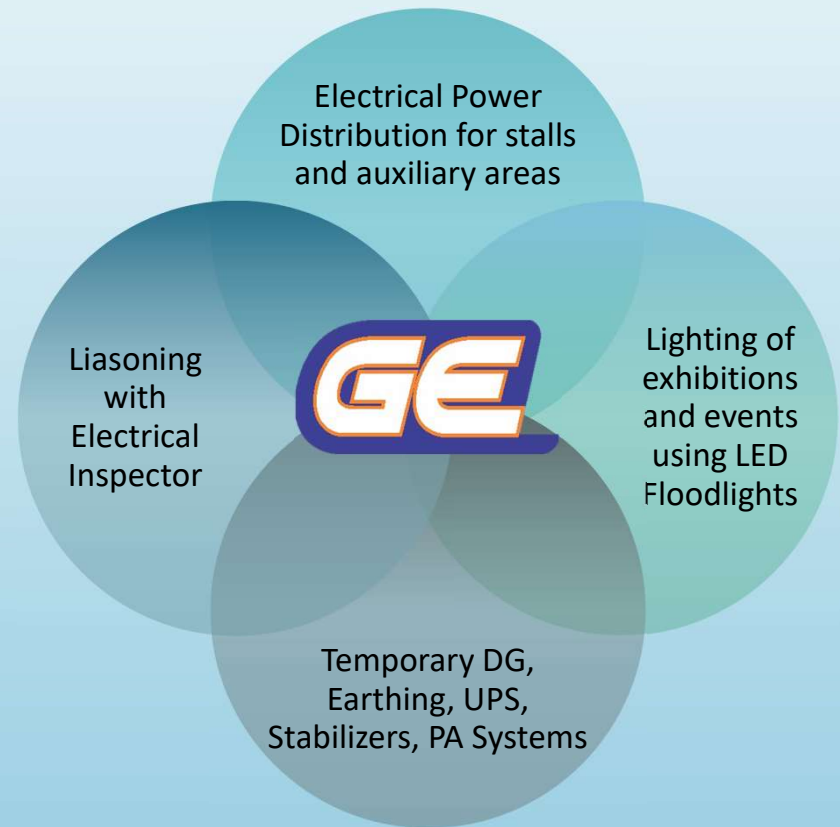 Electrical Power
Distribution for stalls
and auxiliary areas
Liasoning
with
Electrical
Inspector
GE
Lighting of
exhibitions
and events
using LED
Floodlights
Temporary DG,
Earthing, UPS,
Stabilizers, PA Systems